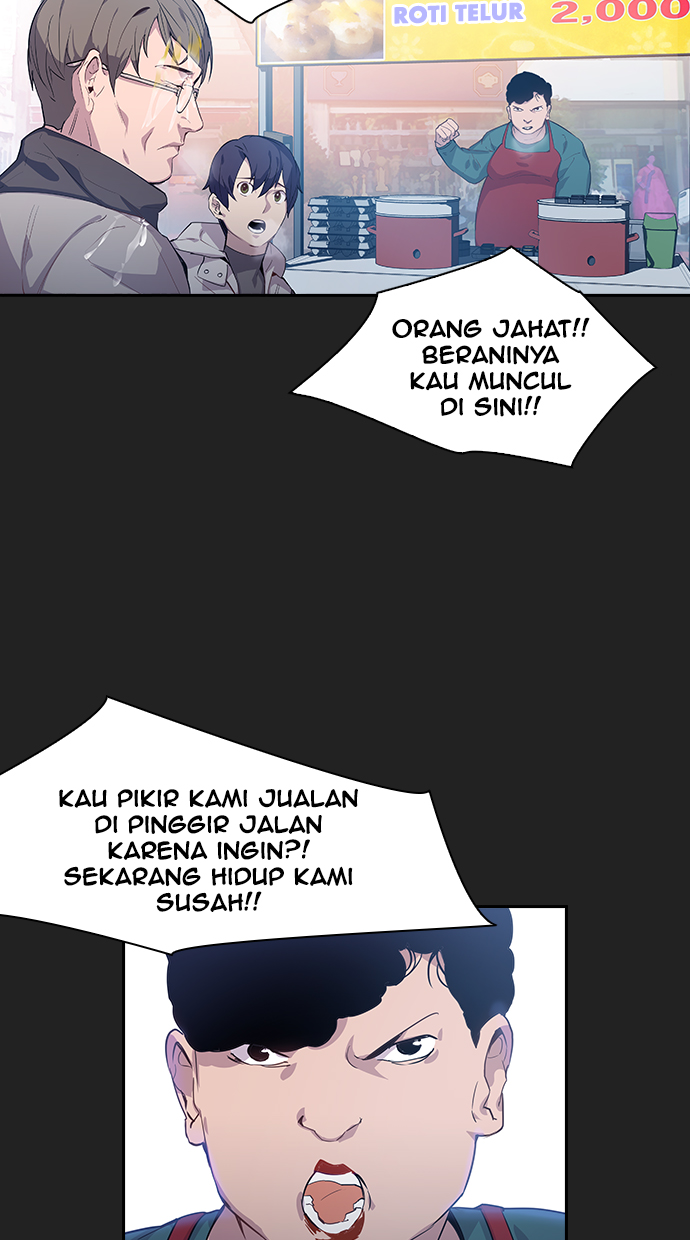 ROTI TELUR 2,000
ORANG JAHAT!!
BERANINYA
KAU MUNCUL
DI SINI!!
KAU PIKIR KAMI JUALAN
DI PINGGIR JALAN
KARENA INGIN?!
SEKARANG HIDUP KAMI
SUSAH!!